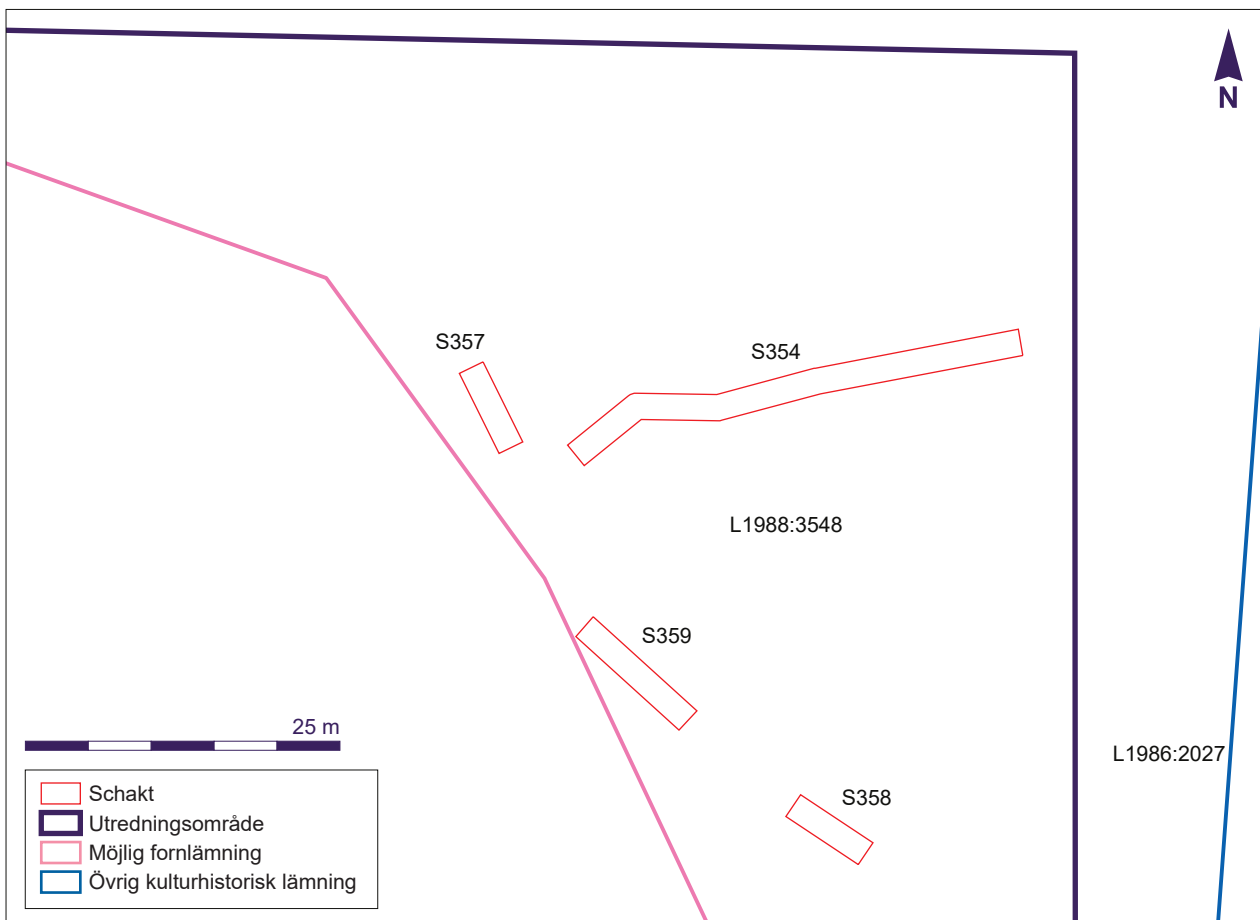 N
S357
S354
L1988:3548
S359
25 m
L1986:2027
S358
Schakt
Utredningsområde
Möjlig fornlämning
Övrig kulturhistorisk lämning